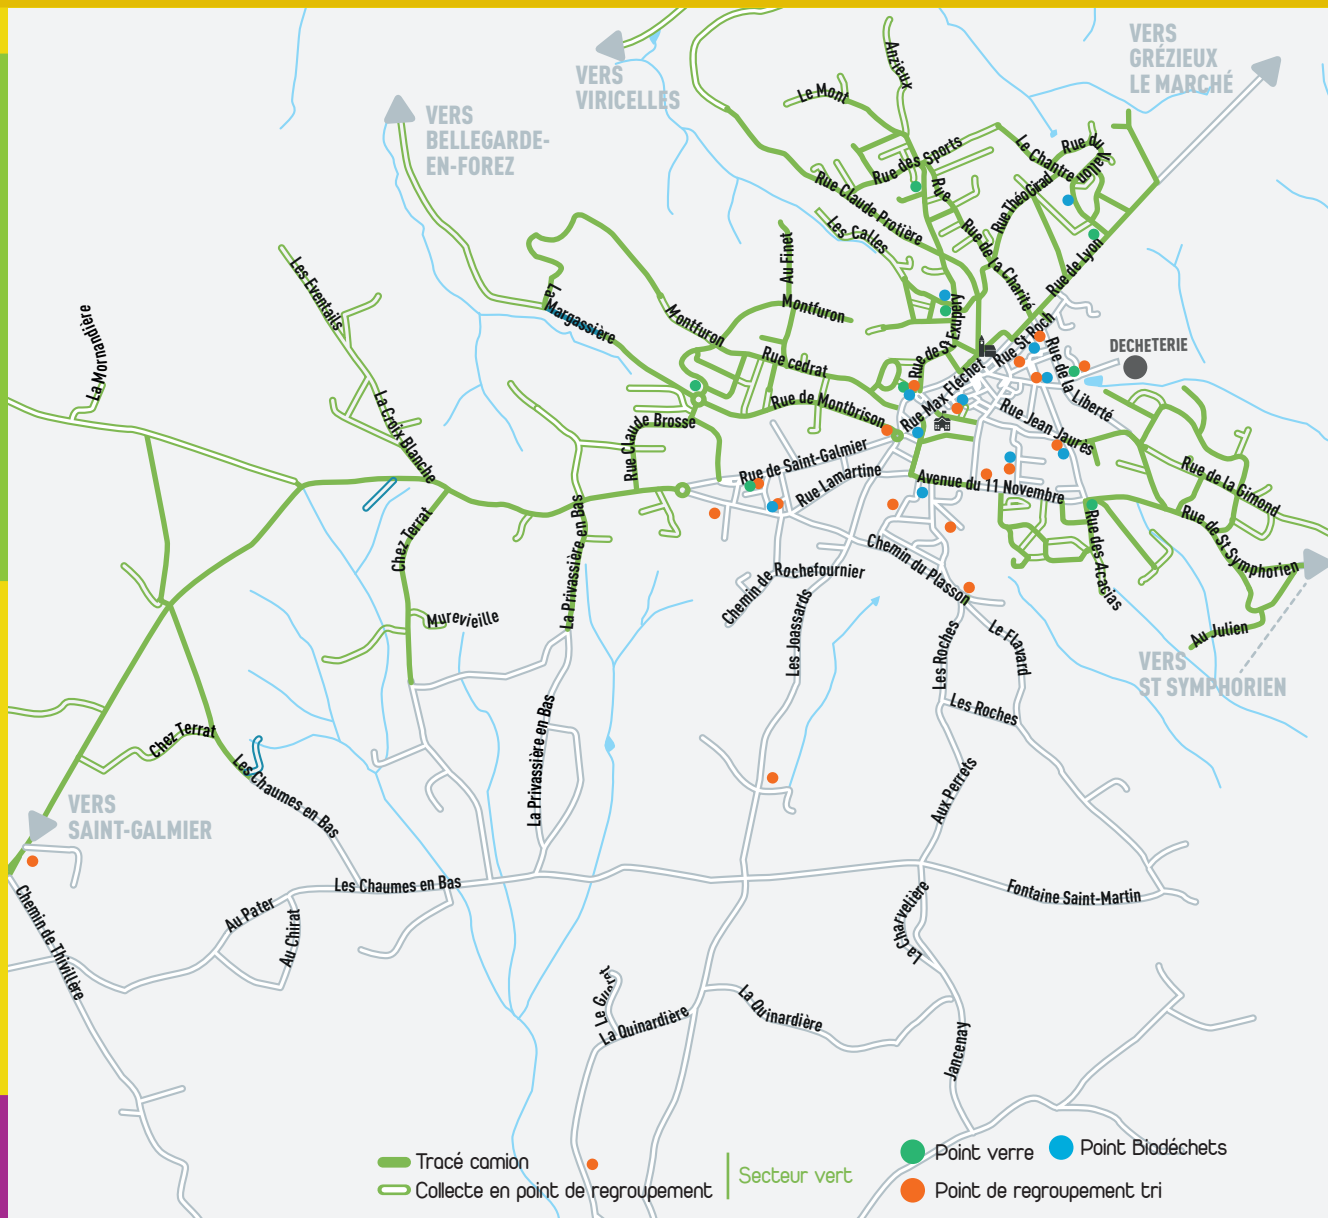 VERS
GRÉZIEUX
LE MARCHÉ
VERS
VIRICELLES
VERS
BELLEGARDE-
EN-FOREZ
Anzieux
Le Mont
Rue des Sports
Le Chantre
Rue du
Vallon
Rue Théo Girad
Rue
Rue Claude Protière
Rue de la Charité
Les Calles
Rue de Lyon
Au Finet
Les Eventails
La
Margassière
Montfuron
Montfuron
La Moruequière
Rue cedrat
Rue de St Exupery
Rue St Roch
Rue de la Liberté
DECHETERIE
Rue Max Fléchet
Rue de Montbrison
Rue Jean Jaurès
La Croix Blanche
Rue Claude Brosse
Rue de Saint-Galmier
Rue Lamartine
Avenue du 11 Novembre
Rue de la Gimond
Rue de St Symphorien
Rue des Acacias
Au Julien
VERS
ST SYMPHORIEN
Chez Terrat
La Privassière en Bas
Murevieille
Chemin de Rochefournier
Chemin du Plasson
Les Joassards
Les Roches
Le Flavard
Les Roches
Chez Terrat
Les Chaumes en Bas
La Privassière en Bas
Aux Perrets
VERS
SAINT-GALMIER
Les Chaumes en Bas
Au Pater
Au Chirat
Chemin de Thivillère
La Charvelière
Fontaine Saint-Martin
La Quinardière
La Quinardière
Jancenay
Tracé camion
Collecte en point de regroupement
Secteur vert
Point verre
Point Biodéchets
Point de regroupement tri